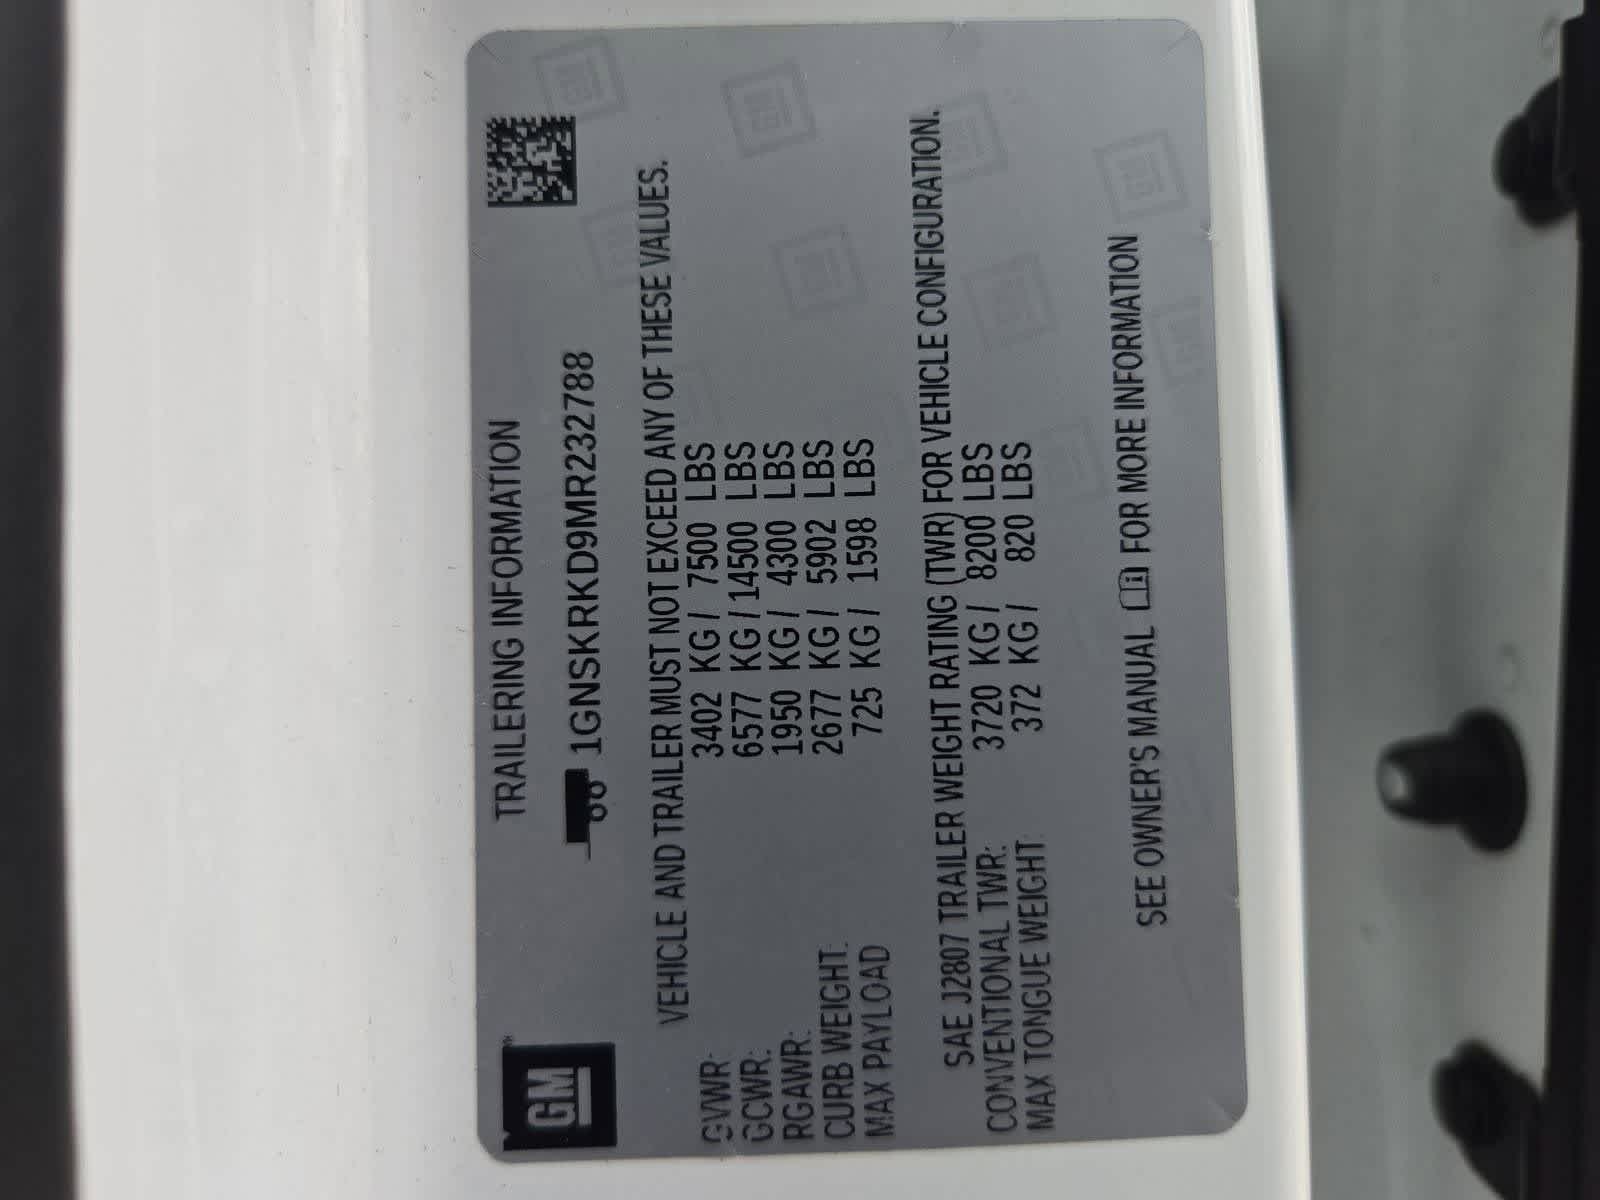 GM
TRAILERING INFORMATION
1GNSKRKD9MR232788
VEHICLE AND TRAILER MUST NOT EXCEED ANY OF THESE VALUES.
GVWR: 3402 KG / 7500 LBS
GCWR: 6577 KG / 14500 LBS
RGAWR: 1950 KG / 4300 LBS
CURB WEIGHT: 2677 KG / 5902 LBS
MAX PAYLOAD 725 KG / 1598 LBS
SAE J2807 TRAILER WEIGHT RATING (TWR) FOR VEHICLE CONFIGURATION.
CONVENTIONAL TWR: 3720 KG / 8200 LBS
MAX TONGUE WEIGHT: 372 KG / 820 LBS
SEE OWNER'S MANUAL FOR MORE INFORMATION